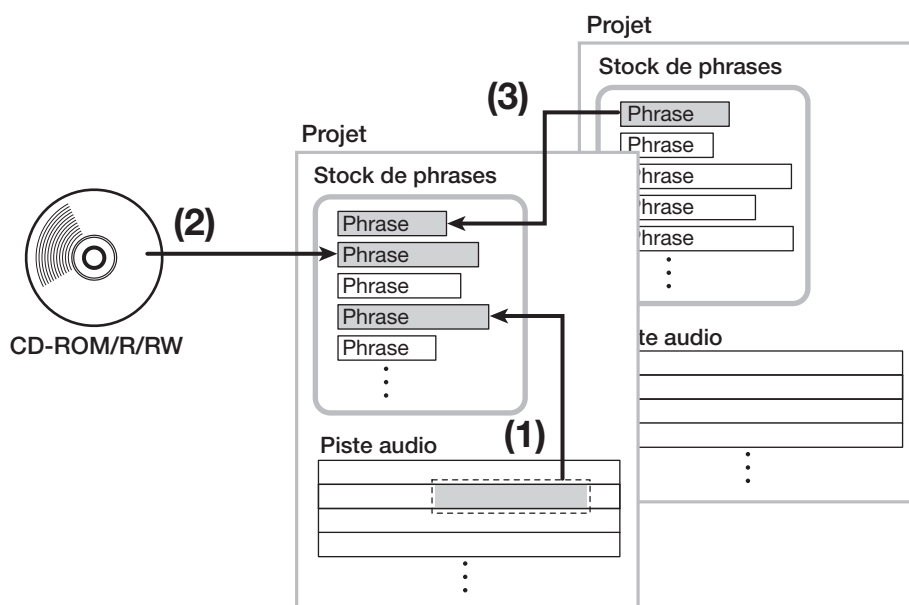 Projet
Stock de phrases
(3)
Phrase
Phrase
Phrase
Phrase
Phrase
te audio
Projet
Stock de phrases
(2)
Phrase
Phrase
Phrase
Phrase
Phrase
CD-ROM/R/RW
(1)
Piste audio